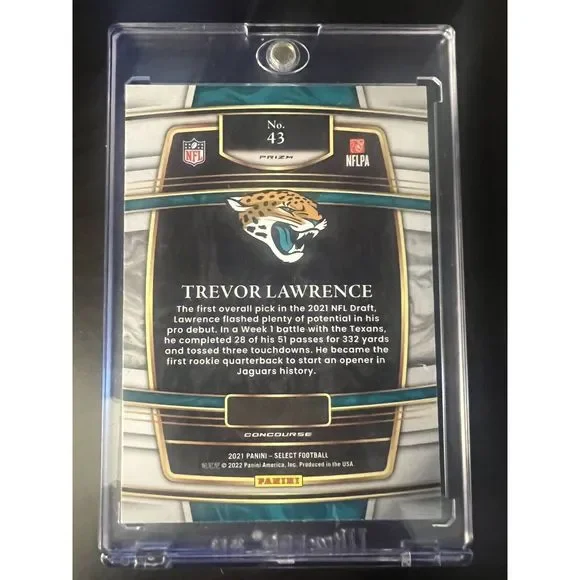 No.
43
PRIZM
NFL
NFLPA
TREVOR LAWRENCE
The first overall pick in the 2021 NFL Draft,
Lawrence flashed plenty of potential in his
pro debut. In a Week 1 battle with the Texans,
he completed 28 of his 51 passes for 332 yards
and tossed three touchdowns. He became the
first rookie quarterback to start an opener in
Jaguars history.
CONCOURSE
2021 PANINI – SELECT FOOTBALL
© 2022 Panini America, Inc. Produced in the USA.
PANINI